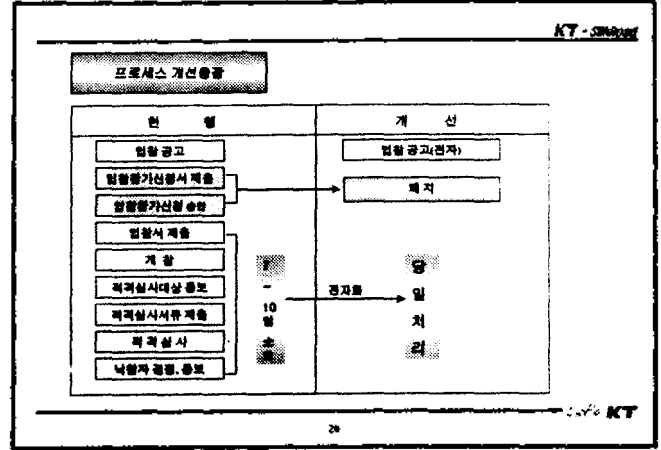 KT -
프로세스 개선총괄
현 행
개 선
입찰 공고
입찰 공고(전자)
입찰참가신청서 제출
폐 지
입찰참가신청 승인
입찰서 제출
개 찰
적격심사대상 통보
적격심사서류 제출
적 격 심 사
낙찰자 결정, 통보
7
~
10
일
소
요
전자화
당
일
처
리
KT